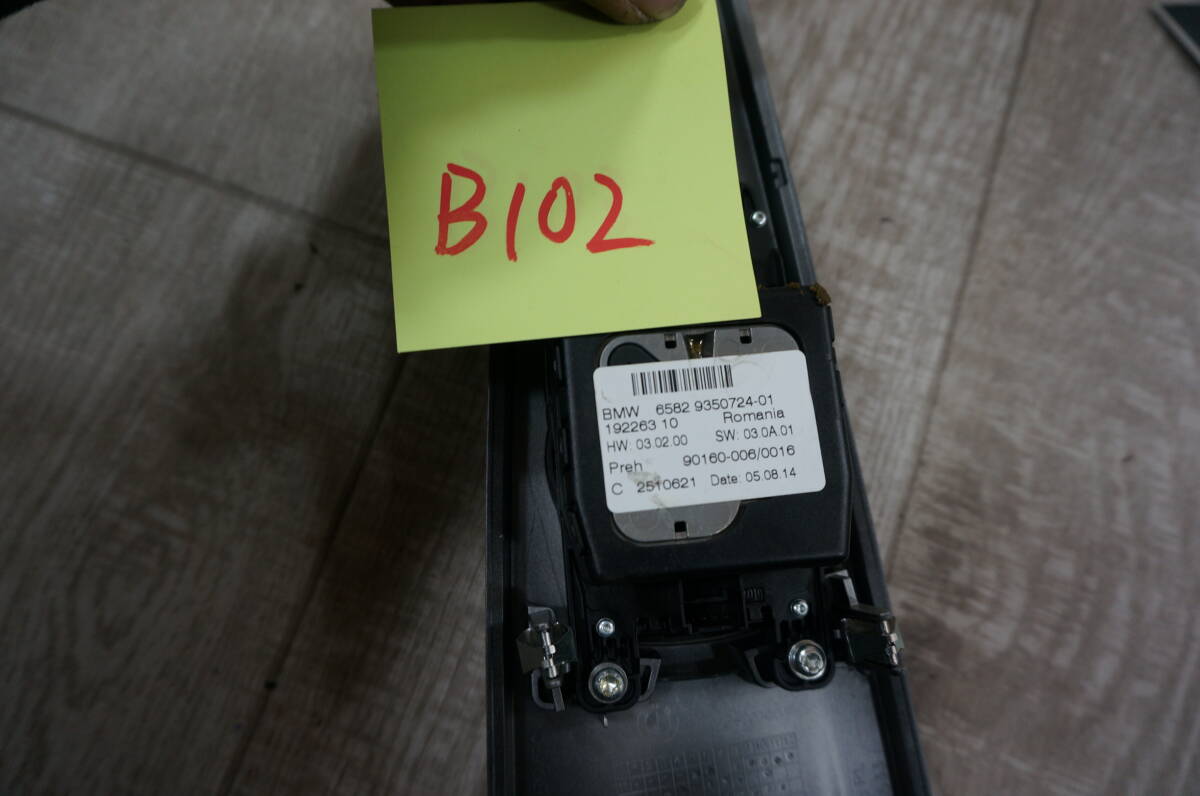 B102
BMW 6582 9350724-01
192263 10 Romania
HW: 03.02.00 SW: 03.0A.01
Preh 90160-006/0016
C 2510621 Date: 05.08.14